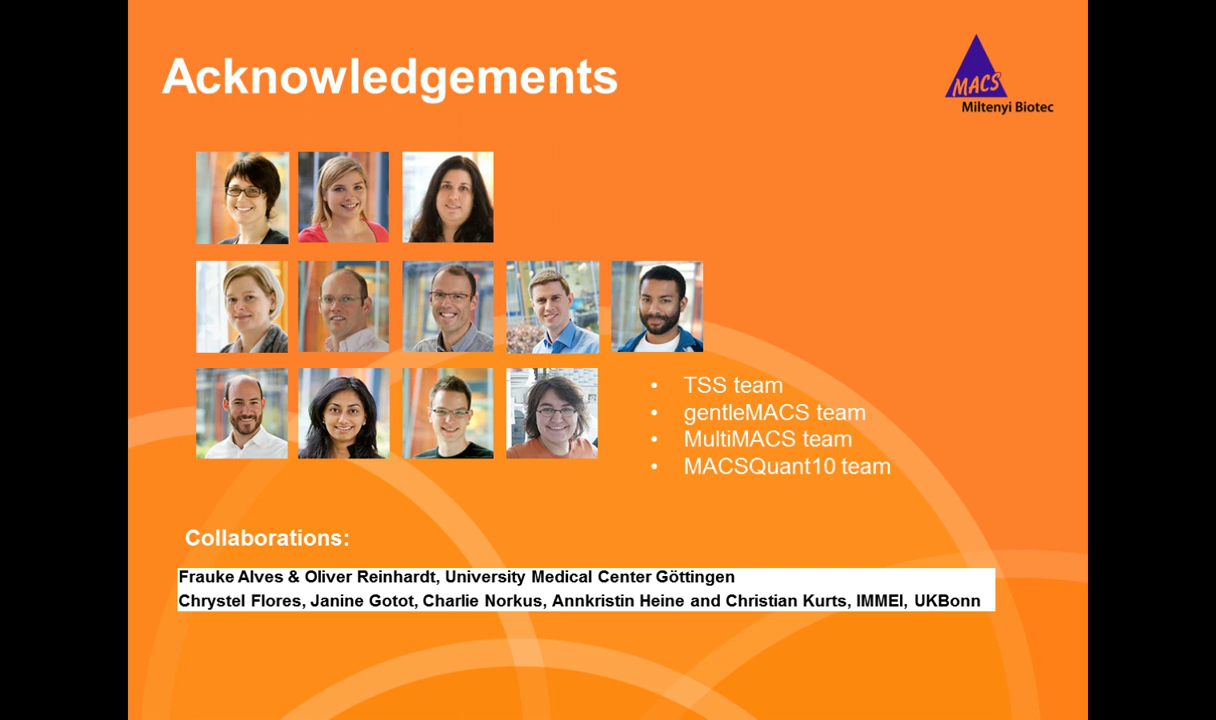 Acknowledgements
MACS
Miltenyi Biotec
• TSS team
• gentleMACS team
• MultiMACS team
• MACSQuant10 team
Collaborations:
Frauke Alves & Oliver Reinhardt, University Medical Center Göttingen
Chrystel Flores, Janine Gotot, Charlie Norkus, Annkristin Heine and Christian Kurts, IMMEI, UKBonn